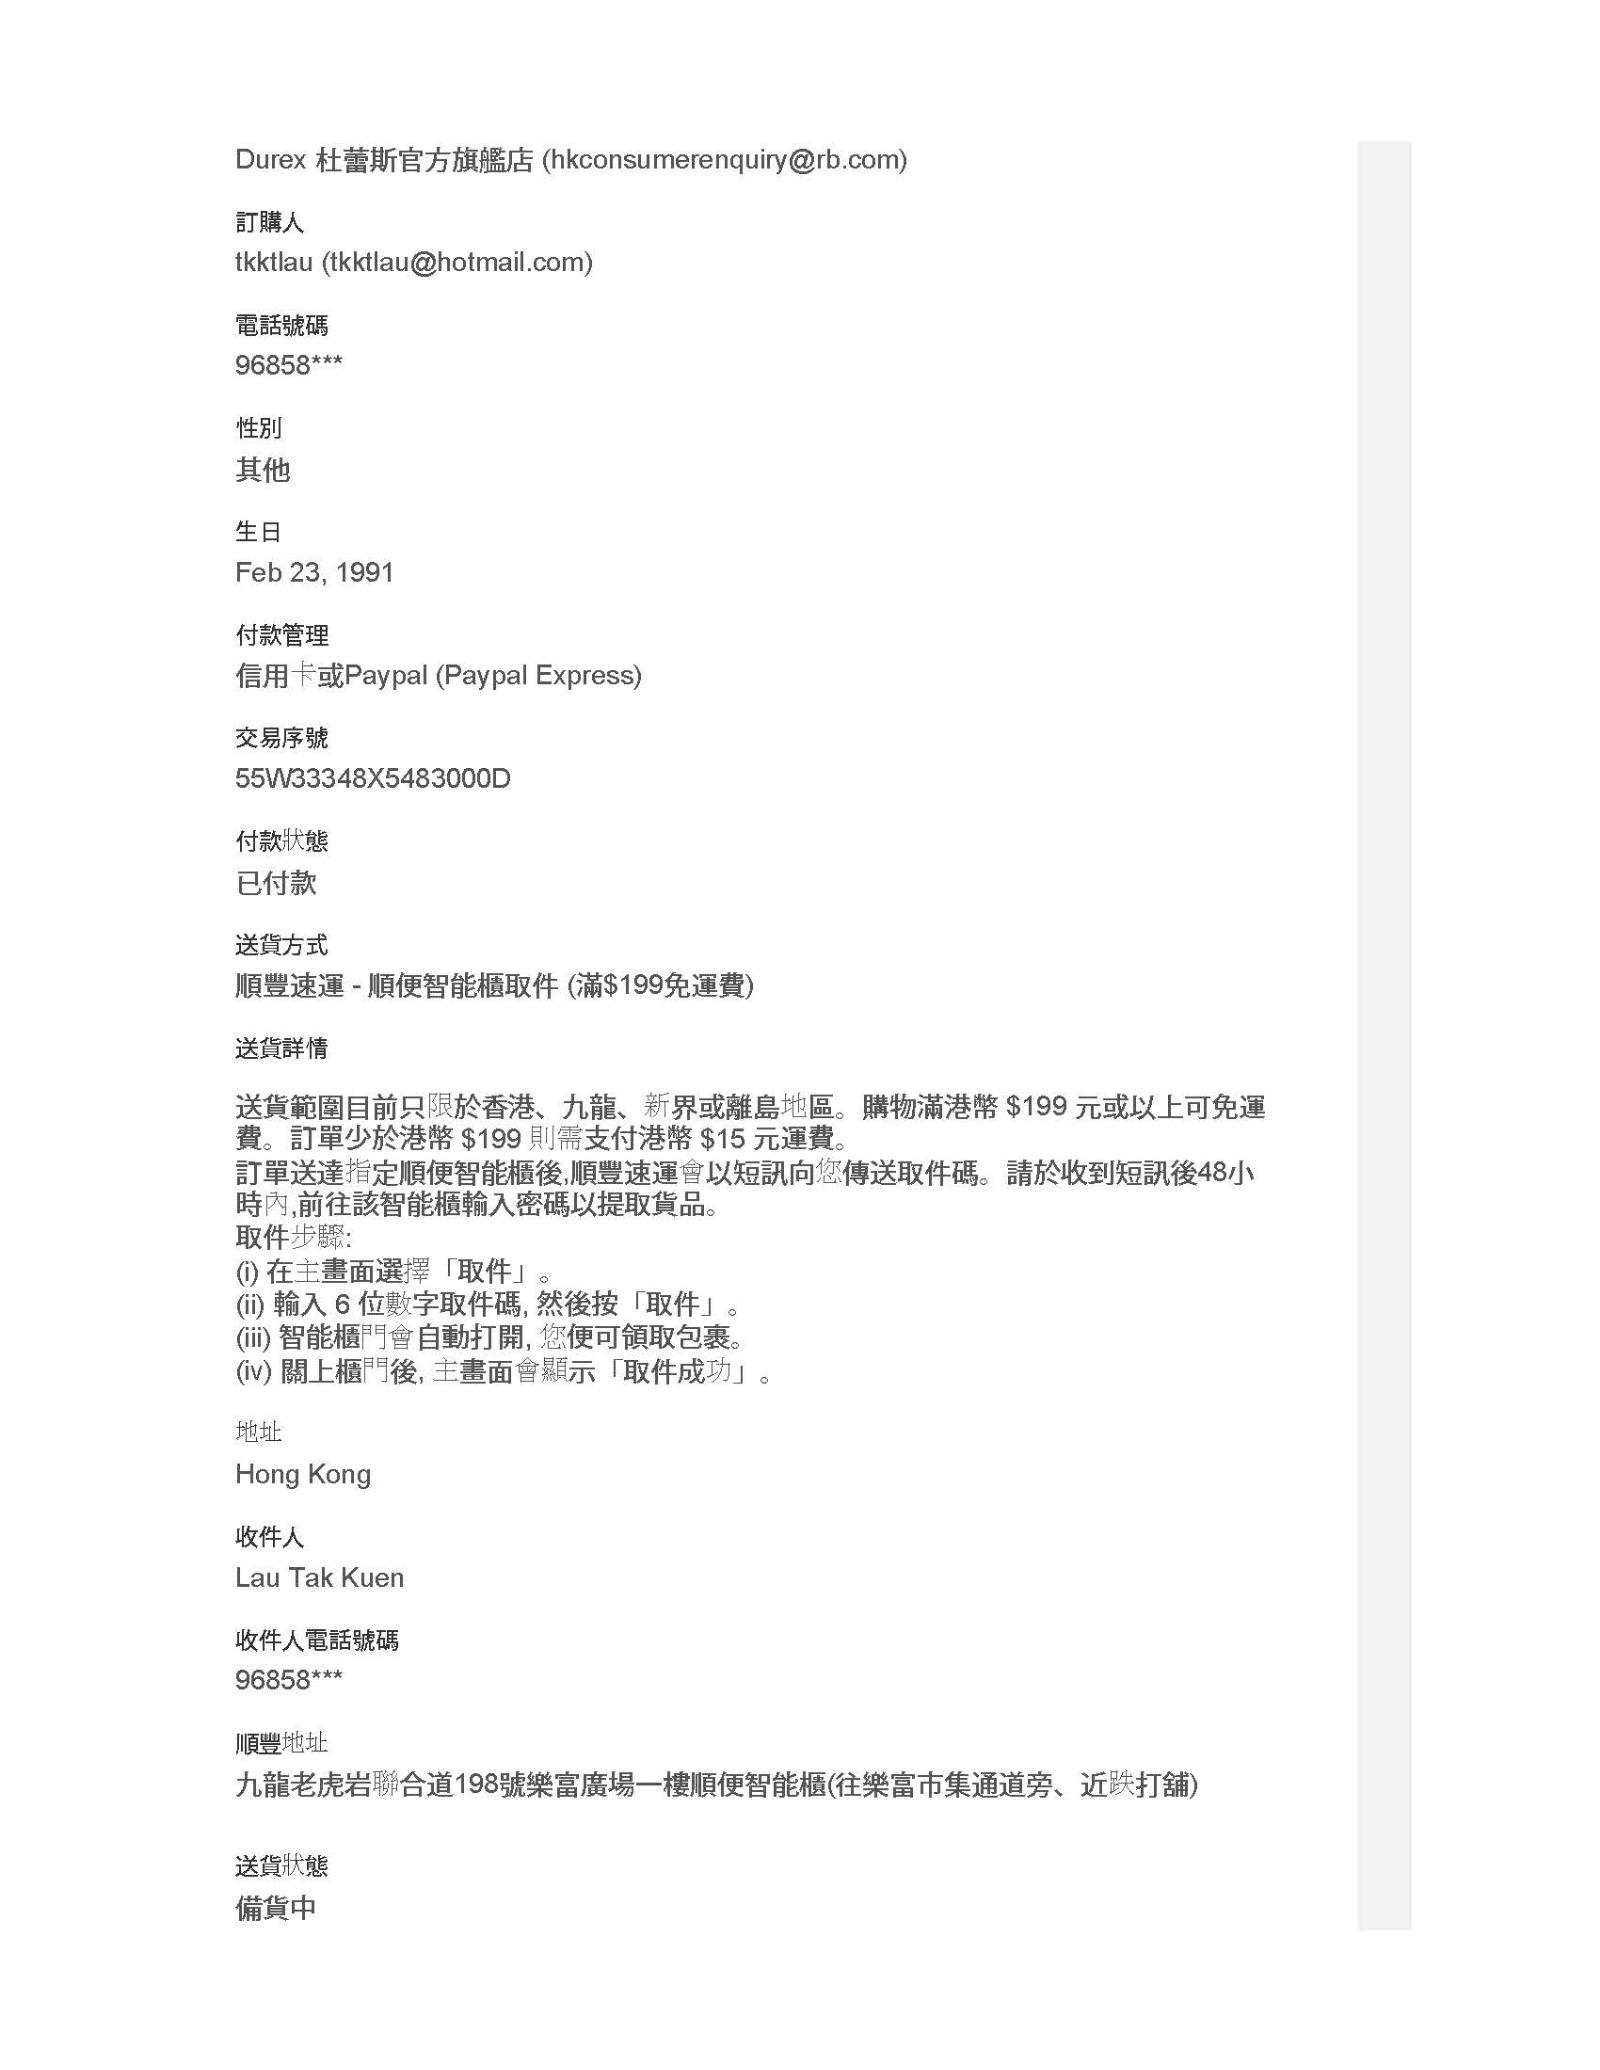 Durex 杜蕾斯官方旗艦店 (hkconsumerenquiry@rb.com)
訂購人
tkktlau (tkktlau@hotmail.com)
電話號碼
96858***
性別
其他
生日
Feb 23, 1991
付款管理
信用卡或Paypal (Paypal Express)
交易序號
55W33348X5483000D
付款狀態
已付款
送貨方式
順豐速運 - 順便智能櫃取件 (滿$199免運費)
送貨詳情
送貨範圍目前只限於香港、九龍、新界或離島地區。購物滿港幣 $199 元或以上可免運
費。訂單少於港幣 $199 則需支付港幣 $15 元運費。
訂單送達指定順便智能櫃後,順豐速運會以短訊向您傳送取件碼。請於收到短訊後48小
時內,前往該智能櫃輸入密碼以提取貨品。
取件步驟:
(i) 在主畫面選擇「取件」。
(ii) 輸入 6 位數字取件碼, 然後按「取件」。
(iii) 智能櫃門會自動打開, 您便可領取包裹。
(iv) 關上櫃門後, 主畫面會顯示「取件成功」。
地址
Hong Kong
收件人
Lau Tak Kuen
收件人電話號碼
96858***
順豐地址
九龍老虎岩聯合道198號樂富廣場一樓順便智能櫃(往樂富市集通道旁、近跌打舖)
送貨狀態
備貨中